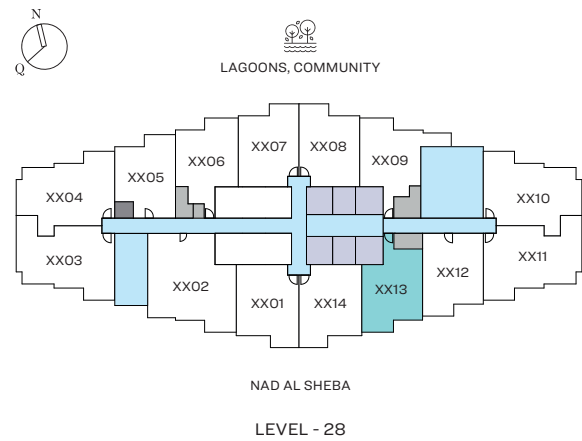 N
Q
LAGOONS, COMMUNITY
XX07 XX08
XX06 XX09
XX05
XX04 XX10
XX03 XX11
XX02 XX13 XX12
XX01 XX14
NAD AL SHEBA
LEVEL - 28